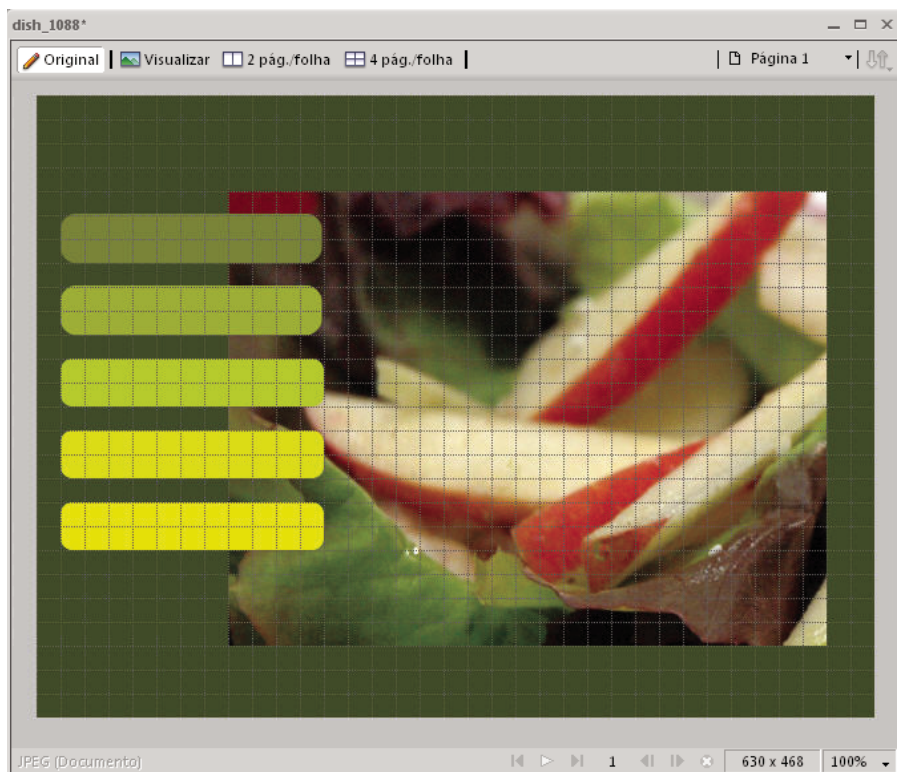 dish_1088*
Original Visualizar 2 pág./folha 4 pág./folha Página 1
JPEG (Documento) 1 630 x 468 100%